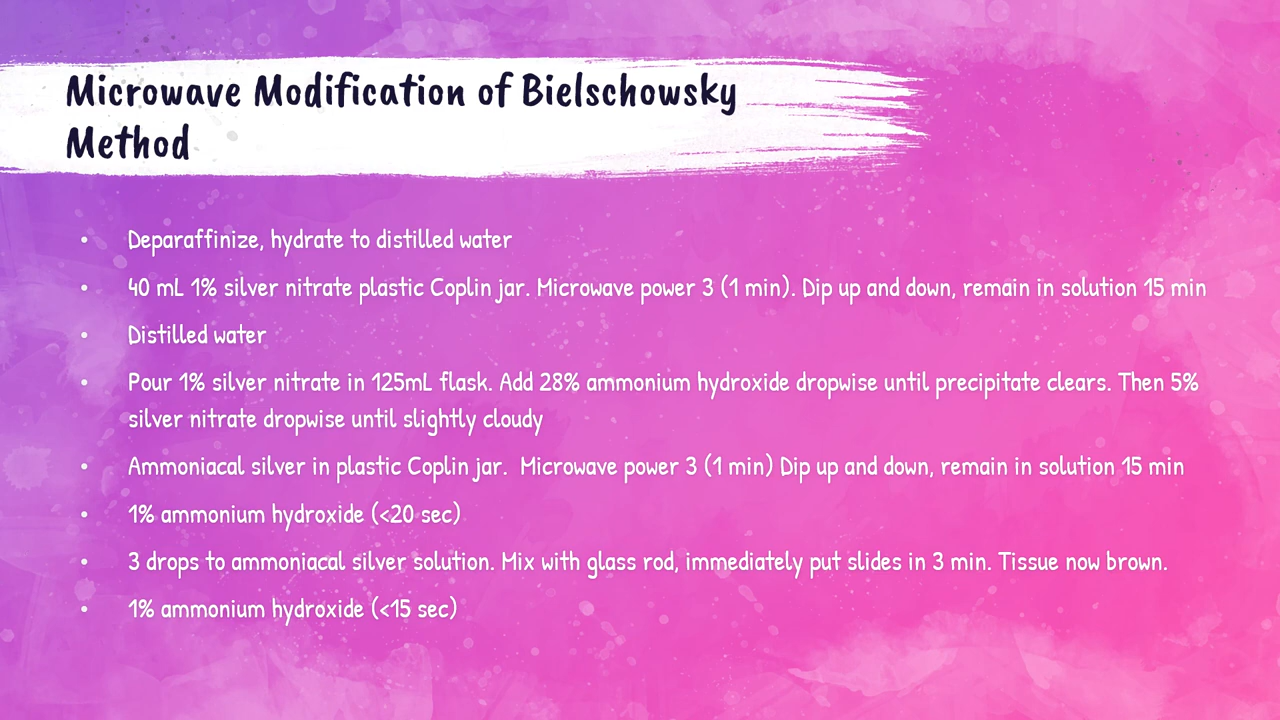 Microwave Modification of Bielschowsky
Method
• Deparaffinize, hydrate to distilled water
• 40 mL 1% silver nitrate plastic Coplin jar. Microwave power 3 (1 min). Dip up and down, remain in solution 15 min
• Distilled water
• Pour 1% silver nitrate in 125mL flask. Add 28% ammonium hydroxide dropwise until precipitate clears. Then 5%
silver nitrate dropwise until slightly cloudy
• Ammoniacal silver in plastic Coplin jar.  Microwave power 3 (1 min) Dip up and down, remain in solution 15 min
• 1% ammonium hydroxide (<20 sec)
• 3 drops to ammoniacal silver solution. Mix with glass rod, immediately put slides in 3 min. Tissue now brown.
• 1% ammonium hydroxide (<15 sec)